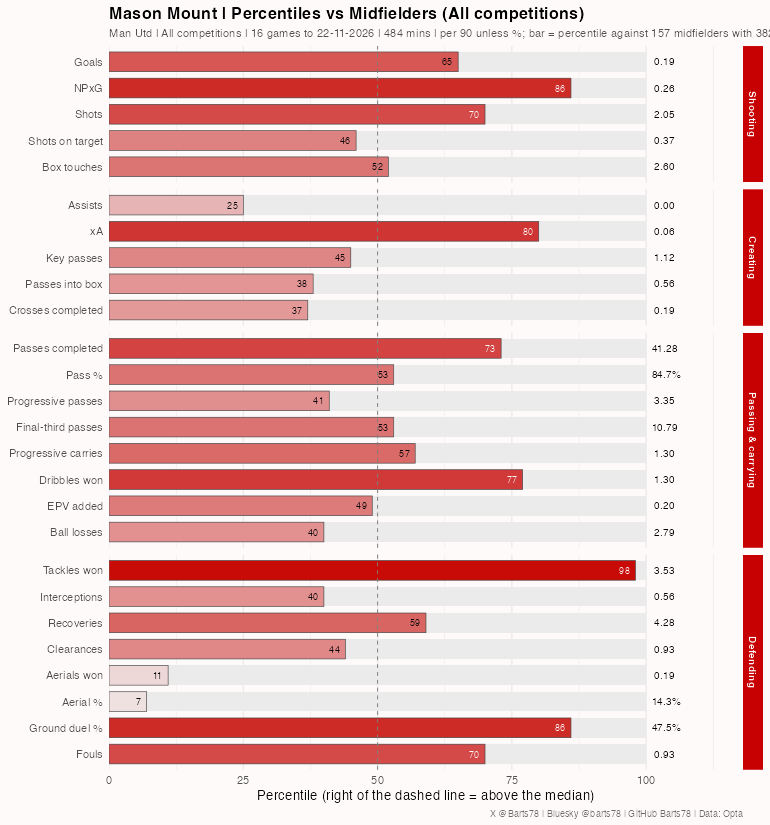 Mason Mount | Percentiles vs Midfielders (All competitions)
Man Utd | All competitions | 16 games to 22-11-2026 | 484 mins | per 90 unless %; bar = percentile against 157 midfielders with 382
Goals 65 0.19
NPxG 86 0.26
Shots 70 2.05
Shots on target 46 0.37
Box touches 52 2.60
Shooting
Assists 25 0.00
xA 80 0.06
Key passes 45 1.12
Passes into box 38 0.56
Crosses completed 37 0.19
Creating
Passes completed 73 41.28
Pass % 53 84.7%
Progressive passes 41 3.35
Final-third passes 53 10.79
Progressive carries 57 1.30
Dribbles won 77 1.30
EPV added 49 0.20
Ball losses 40 2.79
Passing & carrying
Tackles won 98 3.53
Interceptions 40 0.56
Recoveries 59 4.28
Clearances 44 0.93
Aerials won 11 0.19
Aerial % 7 14.3%
Ground duel % 86 47.5%
Fouls 70 0.93
Defending
0 25 50 75 100
Percentile (right of the dashed line = above the median)
X @Barts78 | Bluesky @barts78 | GitHub Barts78 | Data: Opta